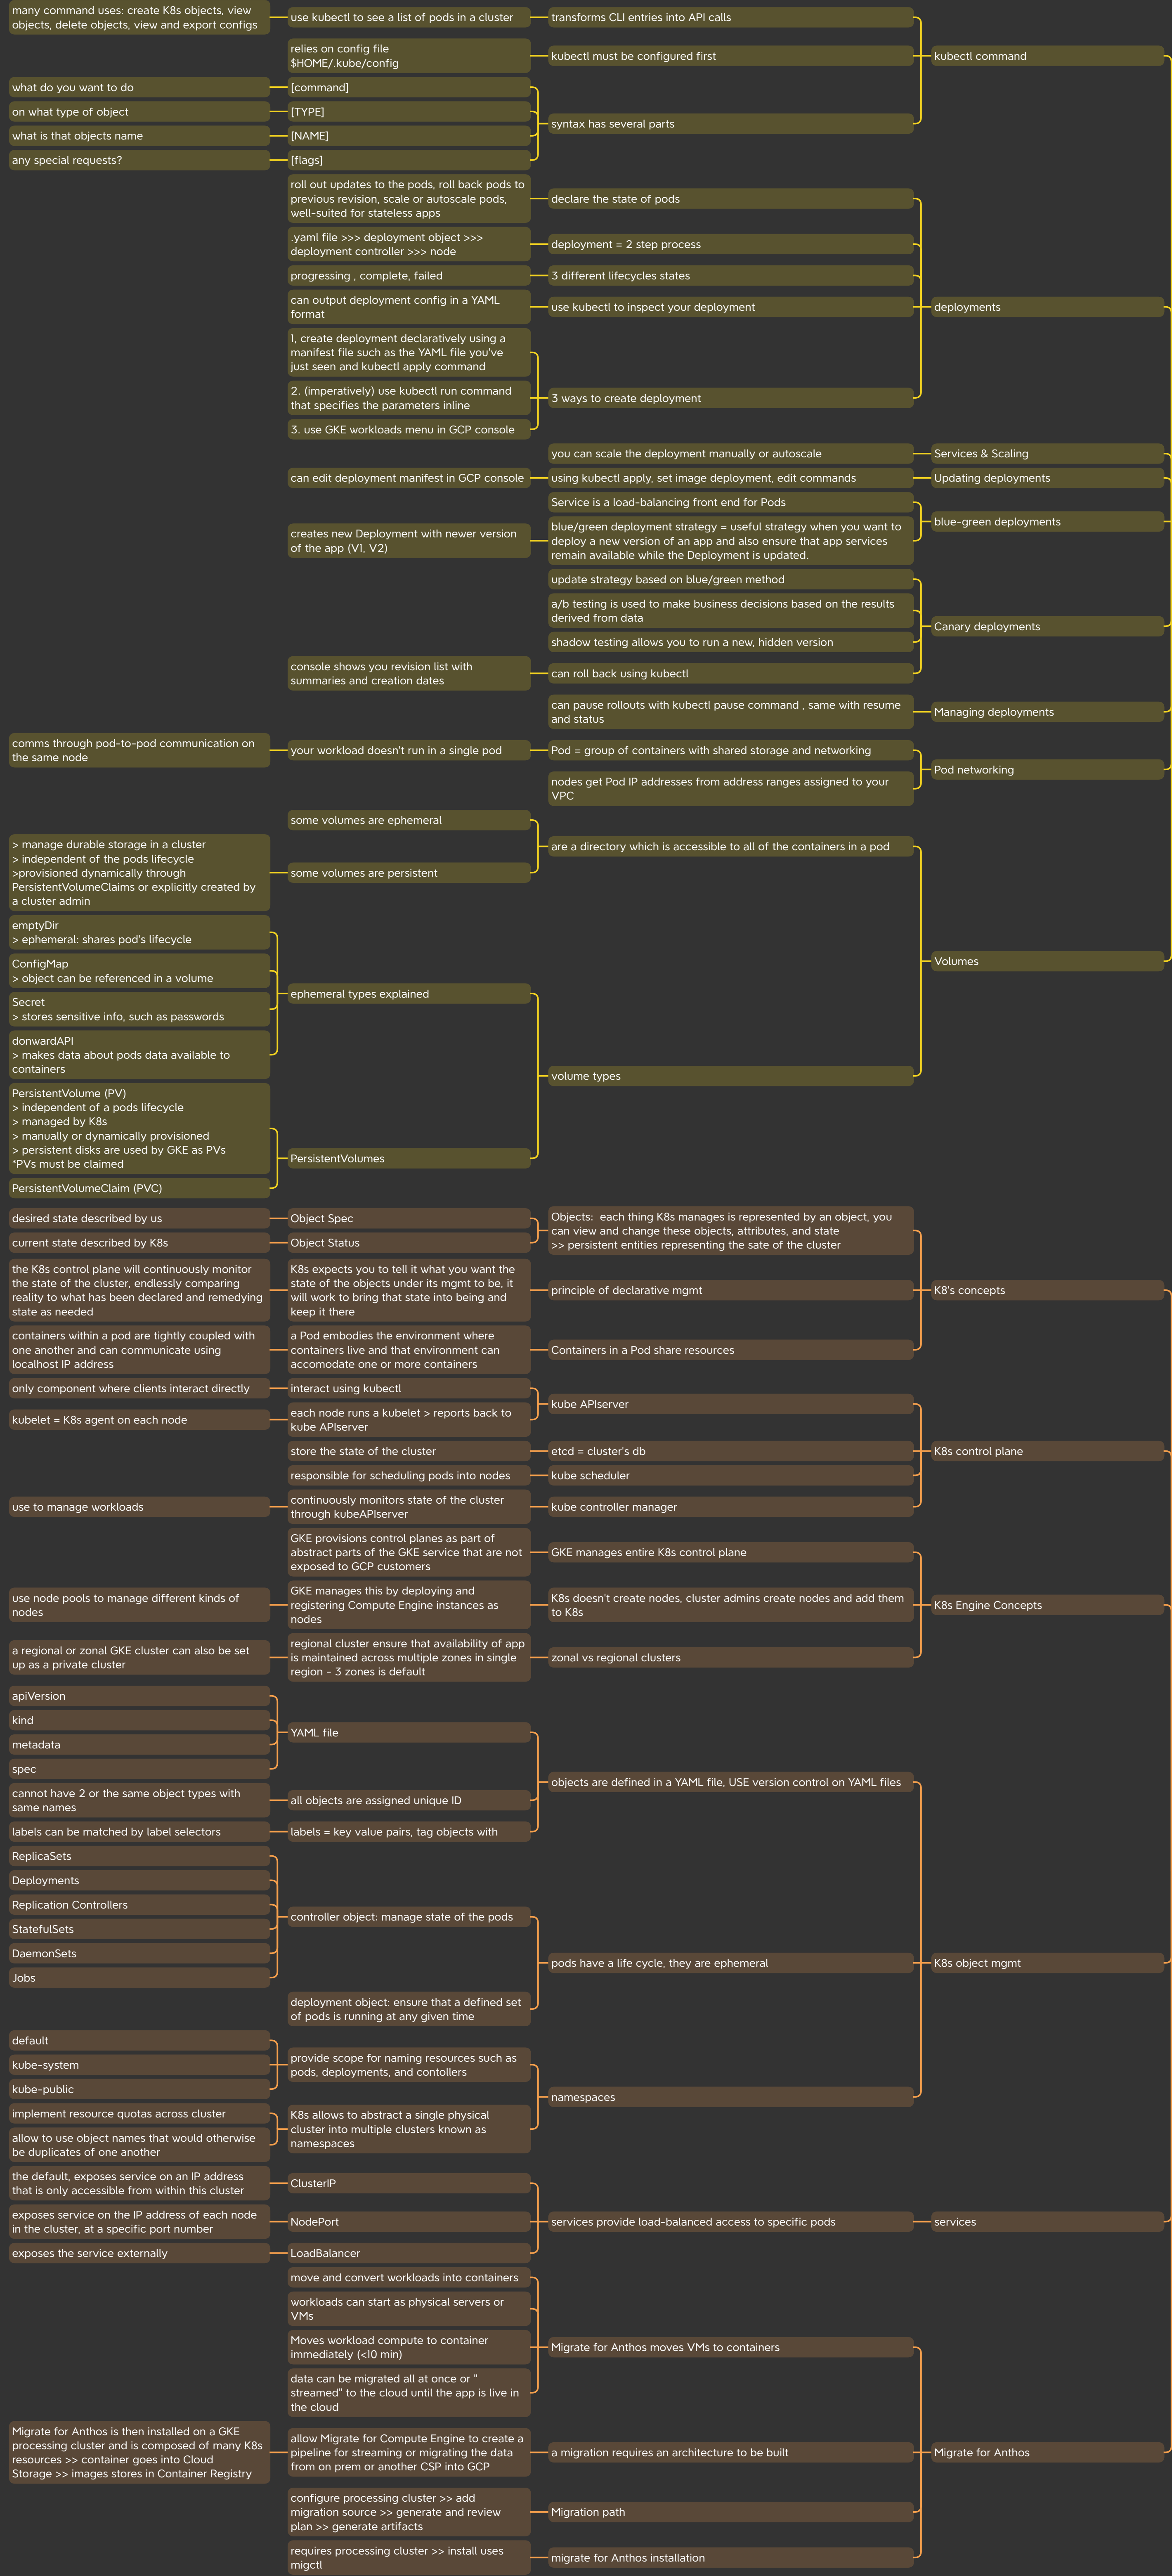 many command uses: create K8s objects, view
objects, delete objects, view and export configs
use kubectl to see a list of pods in a cluster
transforms CLI entries into API calls
kubectl command
relies on config file
$HOME/.kube/config
kubectl must be configured first
what do you want to do
[command]
on what type of object
[TYPE]
syntax has several parts
what is that objects name
[NAME]
any special requests?
[flags]
roll out updates to the pods, roll back pods to
previous revision, scale or autoscale pods,
well-suited for stateless apps
declare the state of pods
.yaml file >>> deployment object >>>
deployment controller >>> node
deployment = 2 step process
progressing , complete, failed
3 different lifecycles states
can output deployment config in a YAML
format
use kubectl to inspect your deployment
deployments
1, create deployment declaratively using a
manifest file such as the YAML file you've
just seen and kubectl apply command
2. (imperatively) use kubectl run command
that specifies the parameters inline
3 ways to create deployment
3. use GKE workloads menu in GCP console
you can scale the deployment manually or autoscale
Services & Scaling
can edit deployment manifest in GCP console
using kubectl apply, set image deployment, edit commands
Updating deployments
Service is a load-balancing front end for Pods
blue-green deployments
creates new Deployment with newer version
of the app (V1, V2)
blue/green deployment strategy = useful strategy when you want to
deploy a new version of an app and also ensure that app services
remain available while the Deployment is updated.
update strategy based on blue/green method
a/b testing is used to make business decisions based on the results
derived from data
Canary deployments
shadow testing allows you to run a new, hidden version
console shows you revision list with
summaries and creation dates
can roll back using kubectl
can pause rollouts with kubectl pause command , same with resume
and status
Managing deployments
comms through pod-to-pod communication on
the same node
your workload doesn't run in a single pod
Pod = group of containers with shared storage and networking
Pod networking
nodes get Pod IP addresses from address ranges assigned to your
VPC
some volumes are ephemeral
are a directory which is accessible to all of the containers in a pod
> manage durable storage in a cluster
> independent of the pods lifecycle
>provisioned dynamically through
PersistentVolumeClaims or explicitly created by
a cluster admin
some volumes are persistent
emptyDir
> ephemeral: shares pod's lifecycle
ConfigMap
> object can be referenced in a volume
Volumes
ephemeral types explained
Secret
> stores sensitive info, such as passwords
donwardAPI
> makes data about pods data available to
containers
volume types
PersistentVolume (PV)
> independent of a pods lifecycle
> managed by K8s
> manually or dynamically provisioned
> persistent disks are used by GKE as PVs
*PVs must be claimed
PersistentVolumes
PersistentVolumeClaim (PVC)
desired state described by us
Object Spec
Objects:  each thing K8s manages is represented by an object, you
can view and change these objects, attributes, and state
>> persistent entities representing the sate of the cluster
current state described by K8s
Object Status
the K8s control plane will continuously monitor
the state of the cluster, endlessly comparing
reality to what has been declared and remedying
state as needed
K8s expects you to tell it what you want the
state of the objects under its mgmt to be, it
will work to bring that state into being and
keep it there
principle of declarative mgmt
K8's concepts
containers within a pod are tightly coupled with
one another and can communicate using
localhost IP address
a Pod embodies the environment where
containers live and that environment can
accomodate one or more containers
Containers in a Pod share resources
only component where clients interact directly
interact using kubectl
kube APIserver
kubelet = K8s agent on each node
each node runs a kubelet > reports back to
kube APIserver
store the state of the cluster
etcd = cluster's db
K8s control plane
responsible for scheduling pods into nodes
kube scheduler
use to manage workloads
continuously monitors state of the cluster
through kubeAPIserver
kube controller manager
GKE provisions control planes as part of
abstract parts of the GKE service that are not
exposed to GCP customers
GKE manages entire K8s control plane
use node pools to manage different kinds of
nodes
GKE manages this by deploying and
registering Compute Engine instances as
nodes
K8s doesn't create nodes, cluster admins create nodes and add them
to K8s
K8s Engine Concepts
a regional or zonal GKE cluster can also be set
up as a private cluster
regional cluster ensure that availability of app
is maintained across multiple zones in single
region - 3 zones is default
zonal vs regional clusters
apiVersion
kind
YAML file
metadata
spec
objects are defined in a YAML file, USE version control on YAML files
cannot have 2 or the same object types with
same names
all objects are assigned unique ID
labels can be matched by label selectors
labels = key value pairs, tag objects with
ReplicaSets
Deployments
Replication Controllers
controller object: manage state of the pods
StatefulSets
DaemonSets
pods have a life cycle, they are ephemeral
K8s object mgmt
Jobs
deployment object: ensure that a defined set
of pods is running at any given time
default
kube-system
provide scope for naming resources such as
pods, deployments, and contollers
kube-public
namespaces
implement resource quotas across cluster
K8s allows to abstract a single physical
cluster into multiple clusters known as
namespaces
allow to use object names that would otherwise
be duplicates of one another
the default, exposes service on an IP address
that is only accessible from within this cluster
ClusterIP
exposes service on the IP address of each node
in the cluster, at a specific port number
NodePort
services provide load-balanced access to specific pods
services
exposes the service externally
LoadBalancer
move and convert workloads into containers
workloads can start as physical servers or
VMs
Migrate for Anthos moves VMs to containers
Moves workload compute to container
immediately (<10 min)
data can be migrated all at once or "
streamed" to the cloud until the app is live in
the cloud
Migrate for Anthos is then installed on a GKE
processing cluster and is composed of many K8s
resources >> container goes into Cloud
Storage >> images stores in Container Registry
allow Migrate for Compute Engine to create a
pipeline for streaming or migrating the data
from on prem or another CSP into GCP
a migration requires an architecture to be built
Migrate for Anthos
configure processing cluster >> add
migration source >> generate and review
plan >> generate artifacts
Migration path
requires processing cluster >> install uses
migctl
migrate for Anthos installation